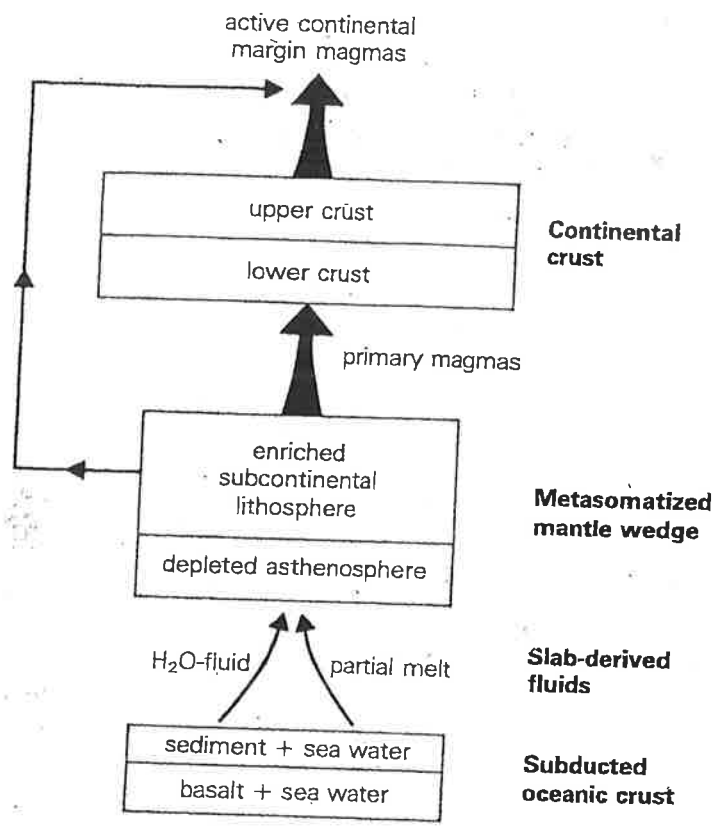 active continental
margin magmas
upper crust
Continental
crust
lower crust
primary magmas
enriched
subcontinental
lithosphere
Metasomatized
mantle wedge
depleted asthenosphere
H₂O-fluid
partial melt
Slab-derived
fluids
sediment + sea water
basalt + sea water
Subducted
oceanic crust